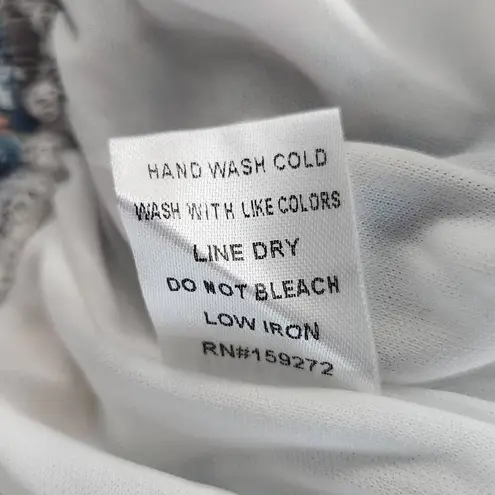 HAND WASH COLD
WASH WITH LIKE COLORS
LINE DRY
DO NOT BLEACH
LOW IRON
RN#159272